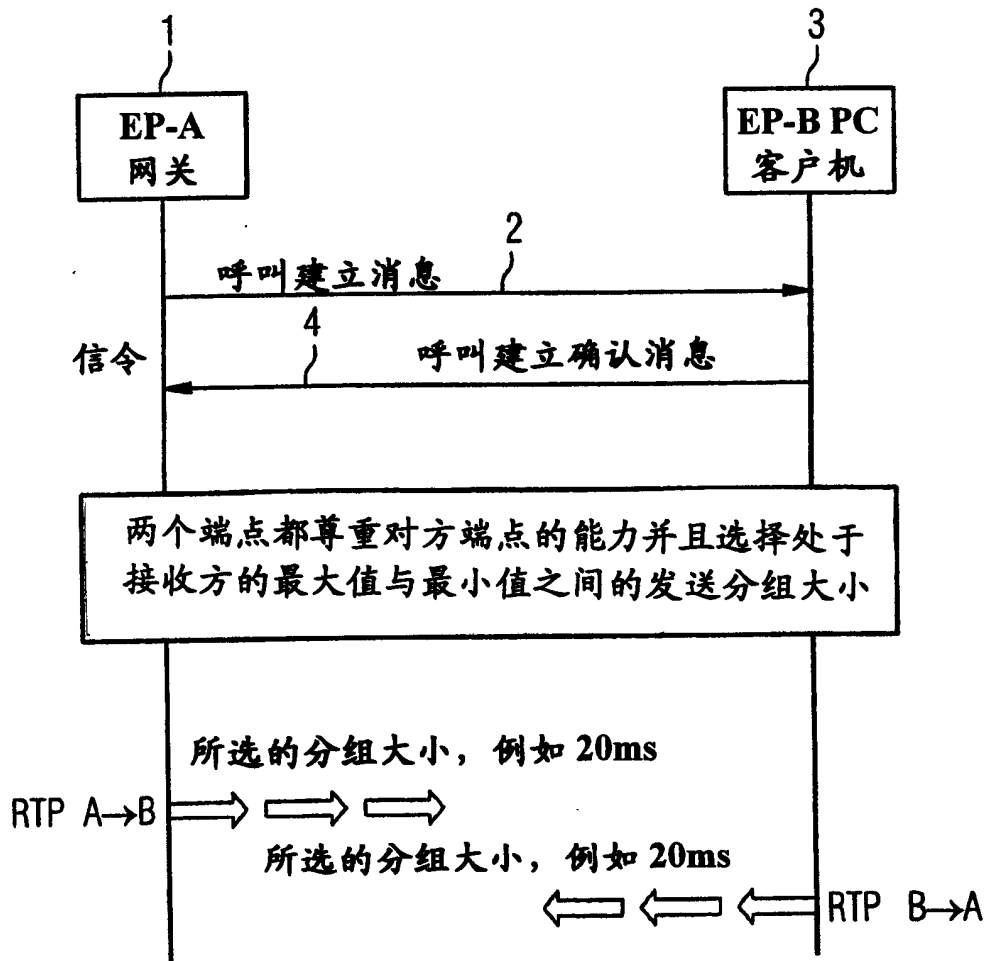 1
3
EP-A
网关
EP-B PC
客户机
2
呼叫建立消息
4
信令
呼叫建立确认消息
两个端点都尊重对方端点的能力并且选择处于
接收方的最大值与最小值之间的发送分组大小
所选的分组大小，例如 20ms
RTP A→B
所选的分组大小，例如 20ms
RTP B→A